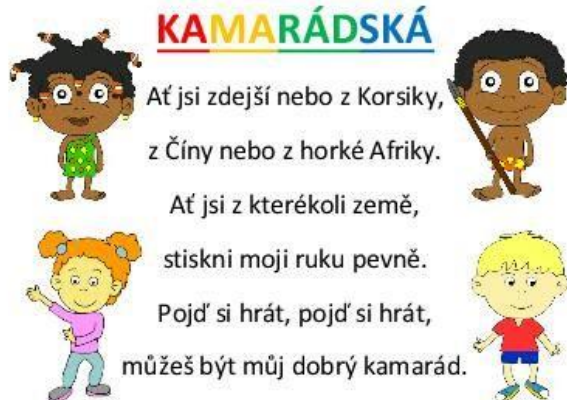 KAMARÁDSKÁ
Ať jsi zdejší nebo z Korsiky,
z Číny nebo z horké Afriky.
Ať jsi z kterékoli země,
stiskni moji ruku pevně.
Pojď si hrát, pojď si hrát,
můžeš být můj dobrý kamarád.